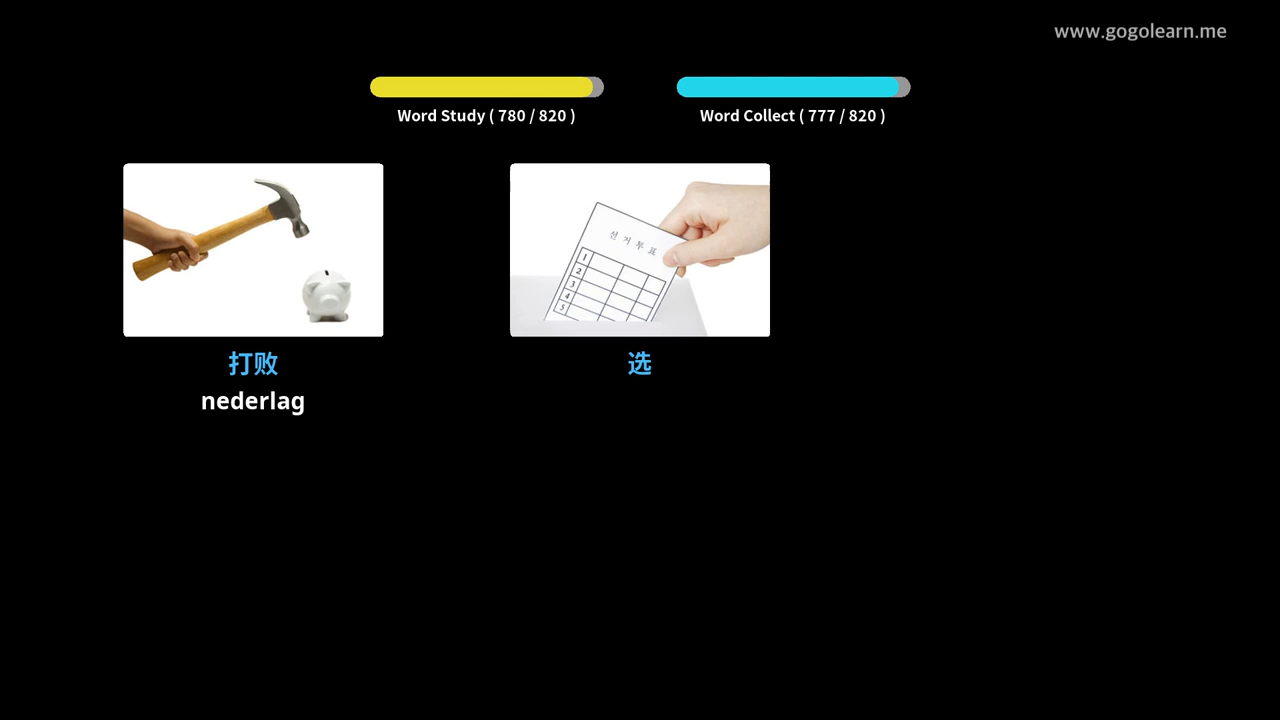 www.gogolearn.me
Word Study ( 780 / 820 )
Word Collect ( 777 / 820 )
선거투표
1
2
3
4
5
打败
选
nederlag